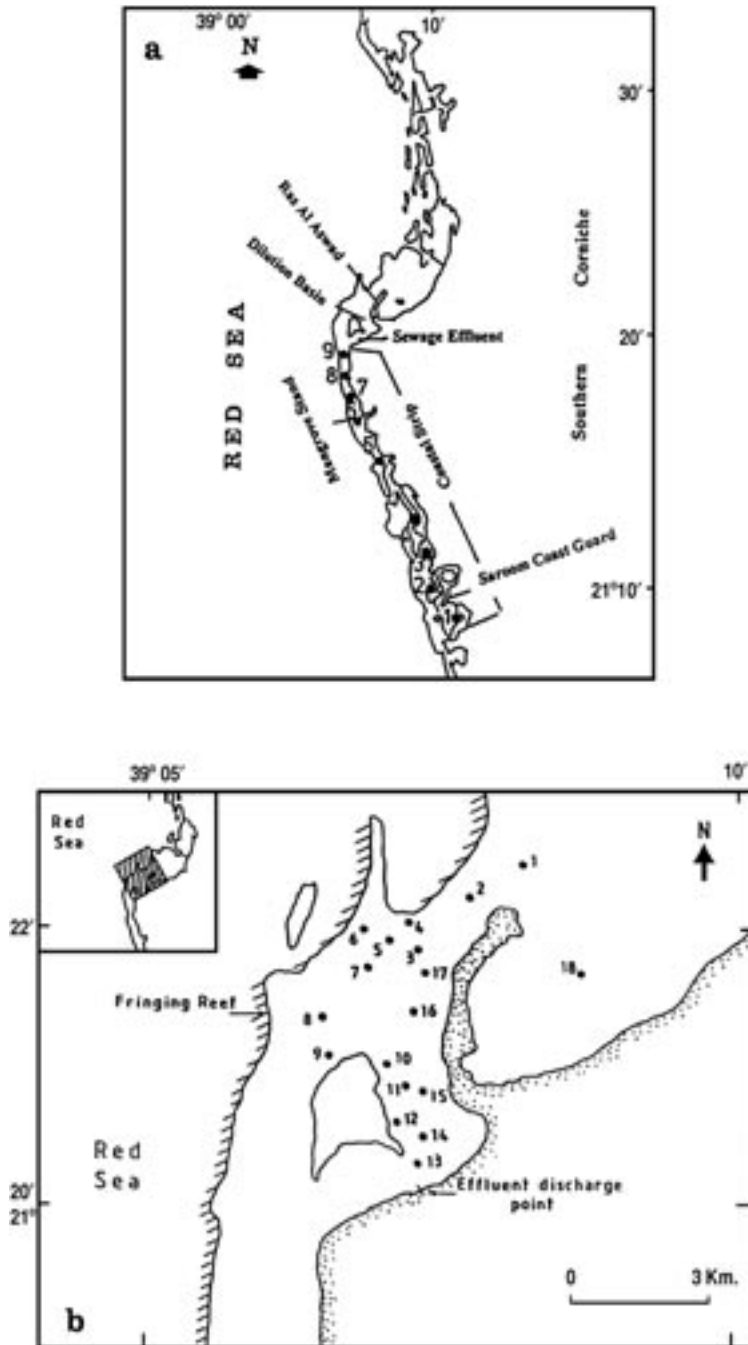 39° 00′
10′
a
N
30′
Ras Al Aswad
Dilution Basin
Corniche
Southern
RED SEA
Sewage Effluent
20′
9
8
7
Mangrove Stand
Coastal Strip
3
2
1
Saroom Coast Guard
21°10′
39° 05′
10′
Red
Sea
N
1
2
4
6
5
3
22′
7
17
18
Fringing Reef
8
16
9
10
11
15
12
14
13
Red
Sea
Effluent discharge
point
20′
21°
0
3 Km.
b